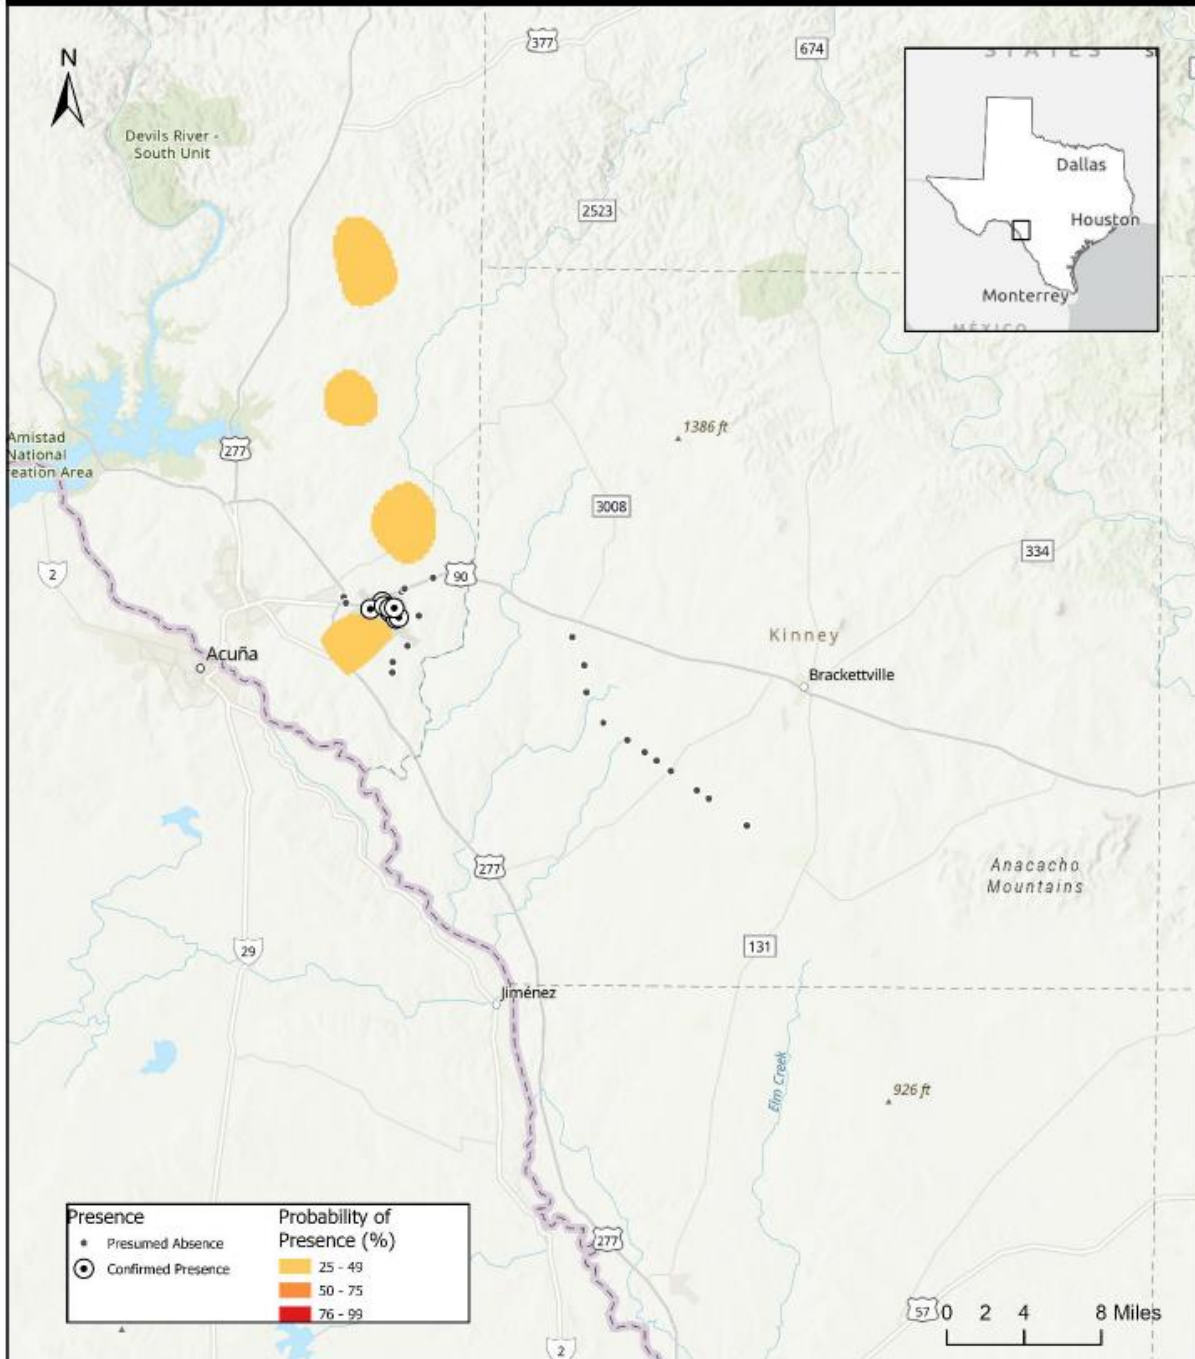 377
674
N
Devils River -
South Unit
STATES
Dallas
Houston
Monterrey
MÉXICO
2523
1386 ft
Amistad
National
reation Area
277
3008
334
2
90
Kinney
Acuña
Brackettville
277
Anacacho
Mountains
29
131
Jiménez
Elm Creek
926 ft
Presence
Presumed Absence
Confirmed Presence
Probability of
Presence (%)
25 - 49
50 - 75
76 - 99
277
57
0 2 4 8 Miles
2